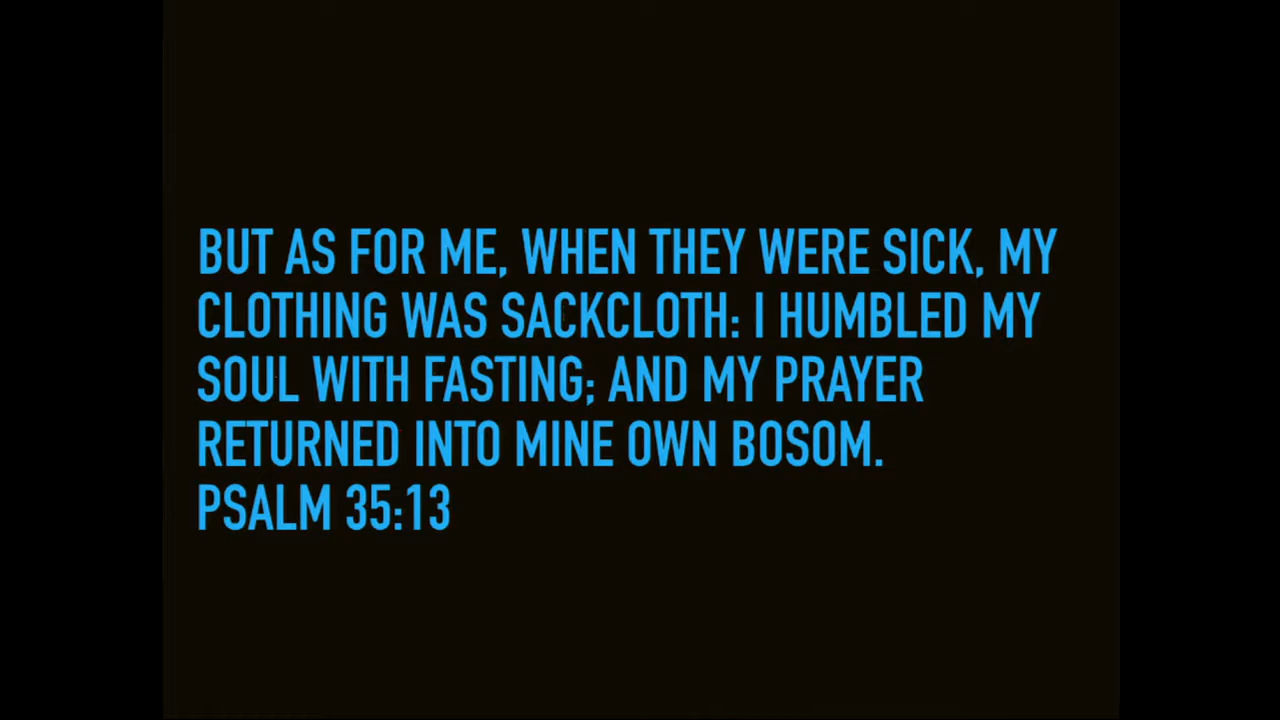 BUT AS FOR ME, WHEN THEY WERE SICK, MY
CLOTHING WAS SACKCLOTH: I HUMBLED MY
SOUL WITH FASTING; AND MY PRAYER
RETURNED INTO MINE OWN BOSOM.
PSALM 35:13